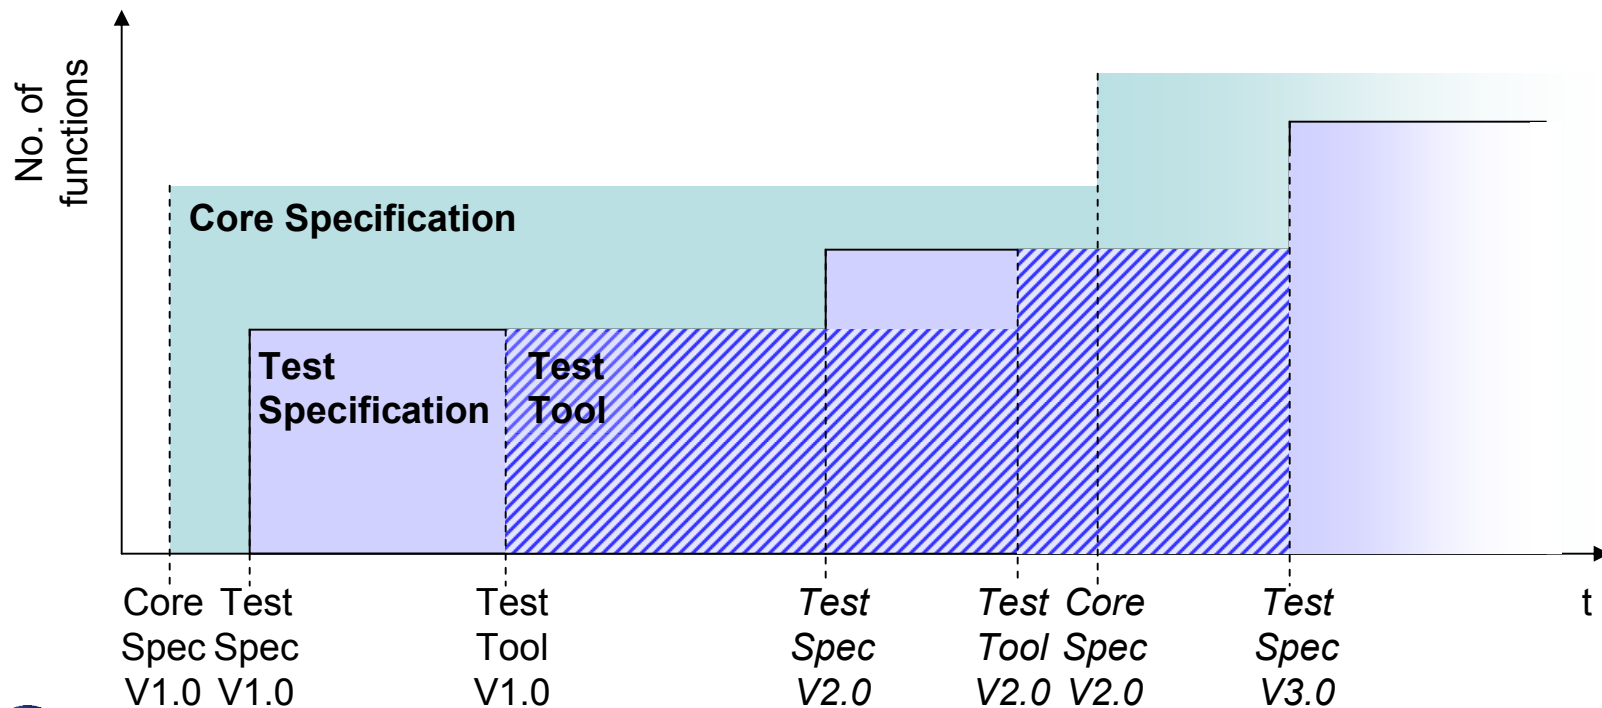 No. of
functions
Core Specification
Test
Specification
Test
Tool
Core
Spec
V1.0
Test
Spec
V1.0
Test
Tool
V1.0
Test
Spec
V2.0
Test
Tool
V2.0
Core
Spec
V2.0
Test
Spec
V3.0
t